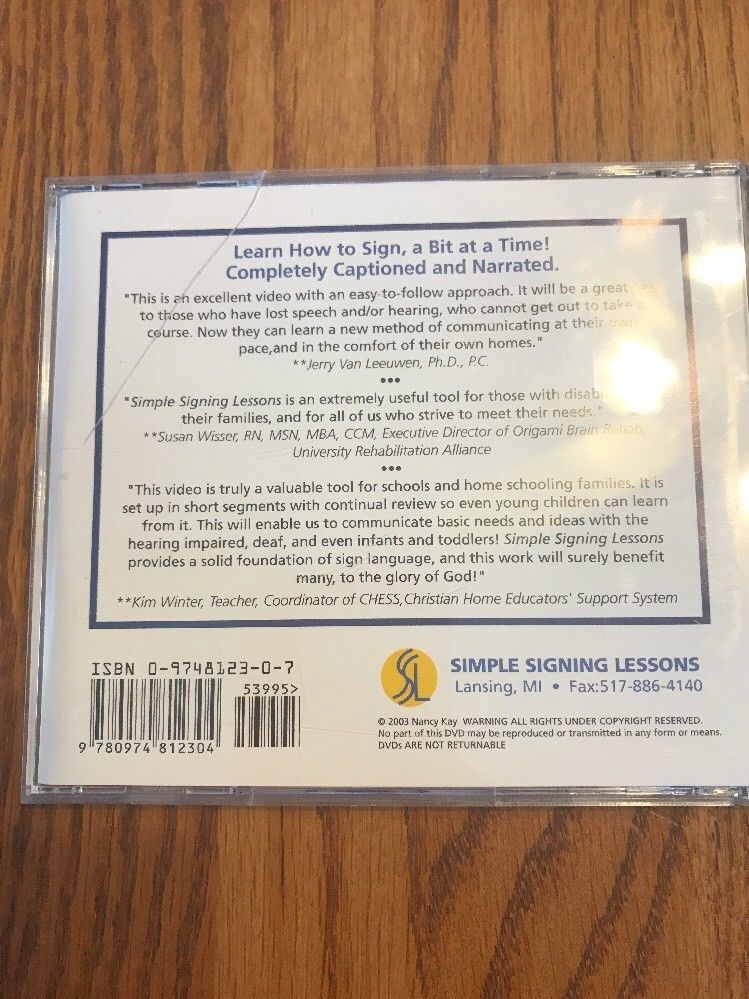 Learn How to Sign, a Bit at a Time!
Completely Captioned and Narrated.
"This is an excellent video with an easy-to-follow approach. It will be a great
to those who have lost speech and/or hearing, who cannot get out to take a
course. Now they can learn a new method of communicating at their own
pace,and in the comfort of their own homes."
**Jerry Van Leeuwen, Ph.D., P.C.
•••
"Simple Signing Lessons is an extremely useful tool for those with
their families, and for all of us who strive to meet their needs."
**Susan Wisser, RN, MSN, MBA, CCM, Executive Director of Origami Brain Rehab,
University Rehabilitation Alliance
•••
"This video is truly a valuable tool for schools and home schooling families. It is
set up in short segments with continual review so even young children can learn
from it. This will enable us to communicate basic needs and ideas with the
hearing impaired, deaf, and even infants and toddlers! Simple Signing Lessons
provides a solid foundation of sign language, and this work will surely benefit
many, to the glory of God!"
**Kim Winter, Teacher, Coordinator of CHESS,Christian Home Educators' Support System
ISBN 0-9748123-0-7
53995>
9 780974 812304
SSL
SIMPLE SIGNING LESSONS
Lansing, MI • Fax:517-886-4140
© 2003 Nancy Kay WARNING ALL RIGHTS UNDER COPYRIGHT RESERVED.
No part of this DVD may be reproduced or transmitted in any form or means.
DVDs ARE NOT RETURNABLE